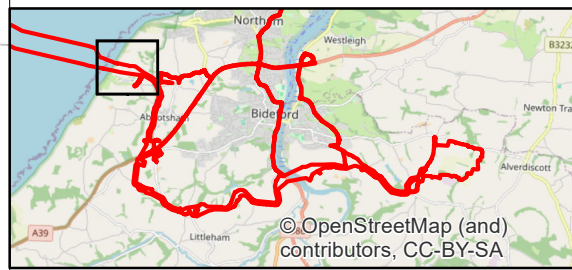 Northam
Westleigh
B3232
Abbotsham
Bideford
Newton Tra
Alverdiscott
A39
Littleham
© OpenStreetMap (and)
contributors, CC-BY-SA